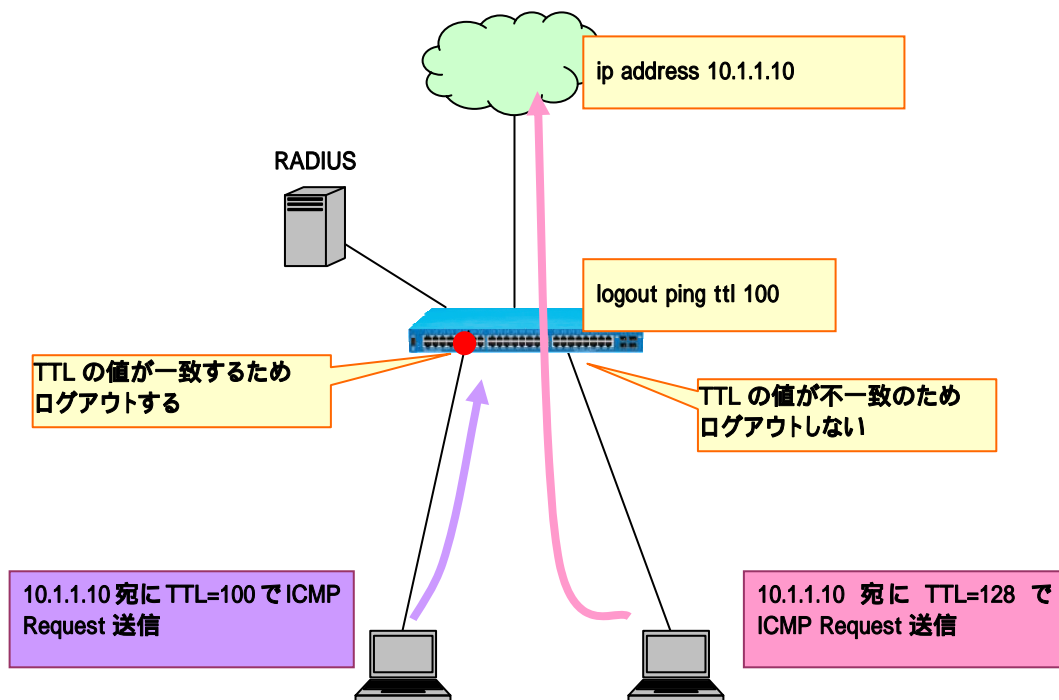 ip address 10.1.1.10
RADIUS
logout ping ttl 100
TTL の値が一致するため
ログアウトする
TTL の値が不一致のため
ログアウトしない
10.1.1.10 宛に TTL=100 で ICMP
Request 送信
10.1.1.10 宛に TTL=128 で
ICMP Request 送信